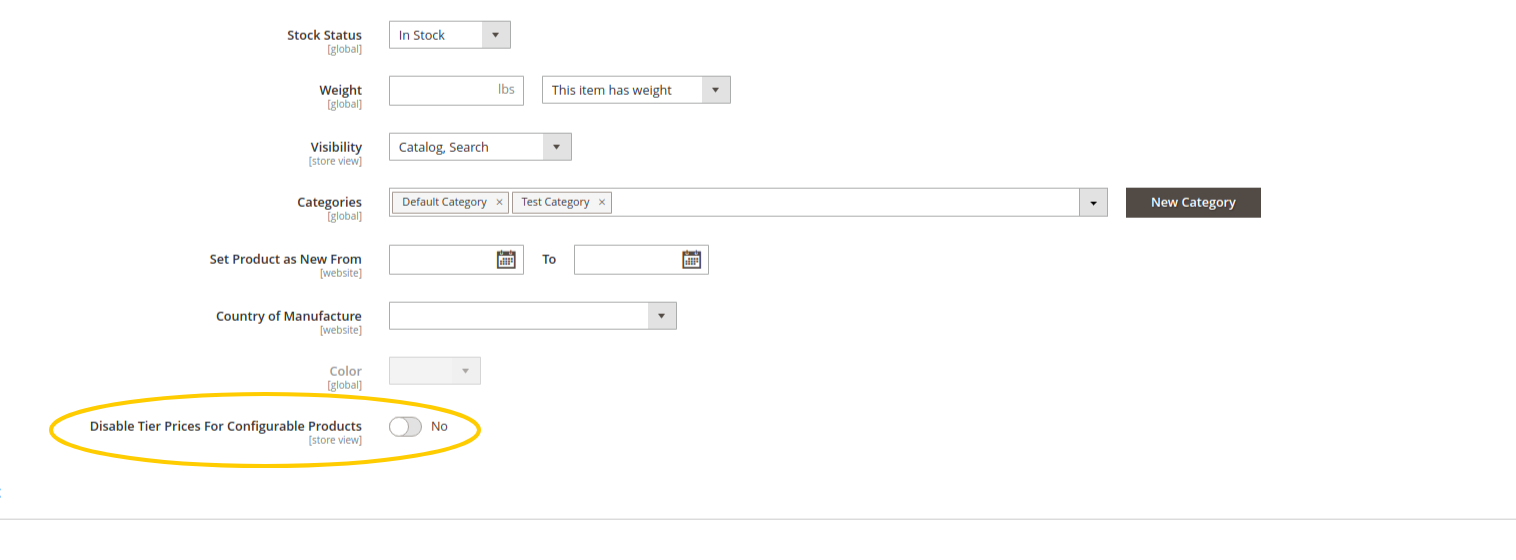 Stock Status
[global]
In Stock
Weight
[global]
lbs
This item has weight
Visibility
[store view]
Catalog, Search
Categories
[global]
Default Category ×
Test Category ×
New Category
Set Product as New From
[website]
To
Country of Manufacture
[website]
Color
[global]
Disable Tier Prices For Configurable Products
[store view]
No